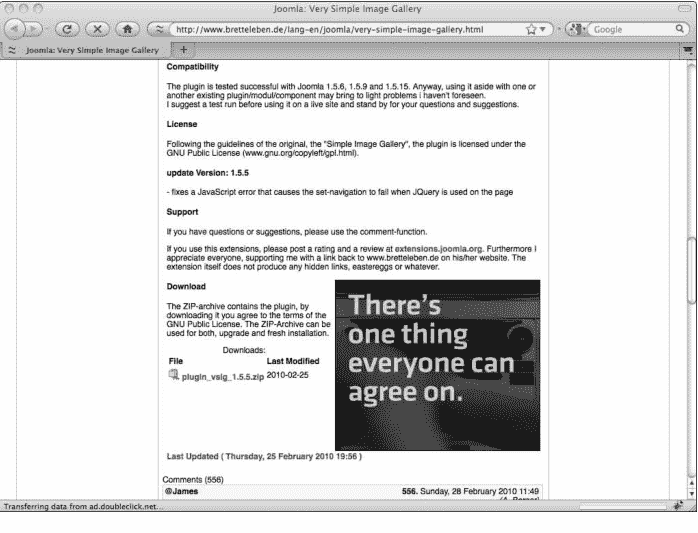 Joomla: Very Simple Image Gallery
http://www.bretteleben.de/lang-en/joomla/very-simple-image-gallery.html
Google
Joomla: Very Simple Image Gallery
Compatibility
The plugin is tested successful with Joomla 1.5.6, 1.5.9 and 1.5.15. Anyway, using it aside with one or
another existing plugin/modul/component may bring to light problems i haven't foreseen.
I suggest a test run before using it on a live site and stand by for your questions and suggestions.
License
Following the guidelines of the original, the "Simple Image Gallery", the plugin is licensed under the
GNU Public License (www.gnu.org/copyleft/gpl.html).
update Version: 1.5.5
- fixes a JavaScript error that causes the set-navigation to fail when JQuery is used on the page
Support
If you have questions or suggestions, please use the comment-function.
If you use this extensions, please post a rating and a review at extensions.joomla.org. Furthermore I
appreciate everyone, supporting me with a link back to www.bretteleben.de on his/her website. The
extension itself does not produce any hidden links, eastereggs or whatever.
Download
The ZIP-archive contains the plugin, by
downloading it you agree to the terms of the
GNU Public License. The ZIP-Archive can be
used for both, upgrade and fresh installation.
Downloads:
File Last Modified
plugin_vsig_1.5.5.zip 2010-02-25
There's
one thing
everyone can
agree on.
Last Updated ( Thursday, 25 February 2010 19:56 )
Comments (556)
@James 556. Sunday, 28 February 2010 11:49
Transferring data from ad.doubleclick.net...